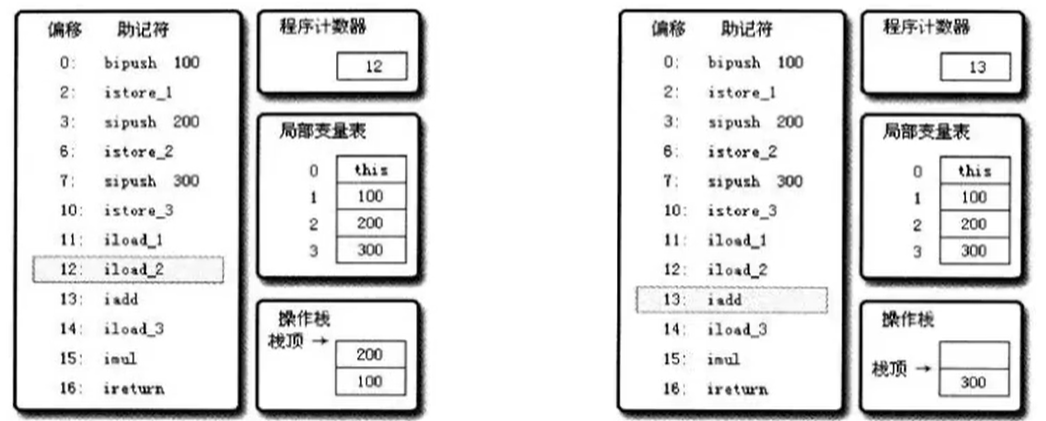 偏移 助记符
0: bipush 100
2: istore_1
3: sipush 200
6: istore_2
7: sipush 300
10: istore_3
11: iload_1
12: iload_2
13: iadd
14: iload_3
15: imul
16: ireturn
程序计数器
12
局部变量表
0 this
1 100
2 200
3 300
操作栈
栈顶 →
200
100
偏移 助记符
0: bipush 100
2: istore_1
3: sipush 200
6: istore_2
7: sipush 300
10: istore_3
11: iload_1
12: iload_2
13: iadd
14: iload_3
15: imul
16: ireturn
程序计数器
13
局部变量表
0 this
1 100
2 200
3 300
操作栈
栈顶 →
300